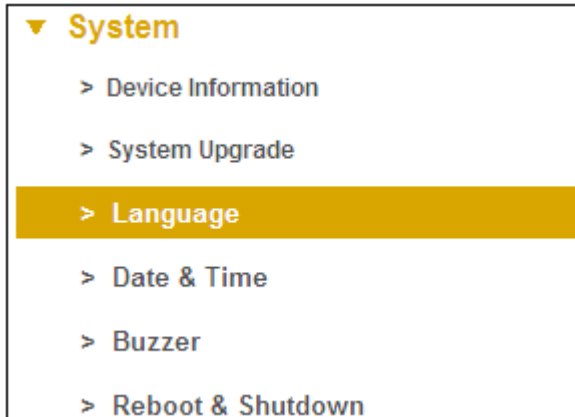 System
> Device Information
> System Upgrade
> Language
> Date & Time
> Buzzer
> Reboot & Shutdown